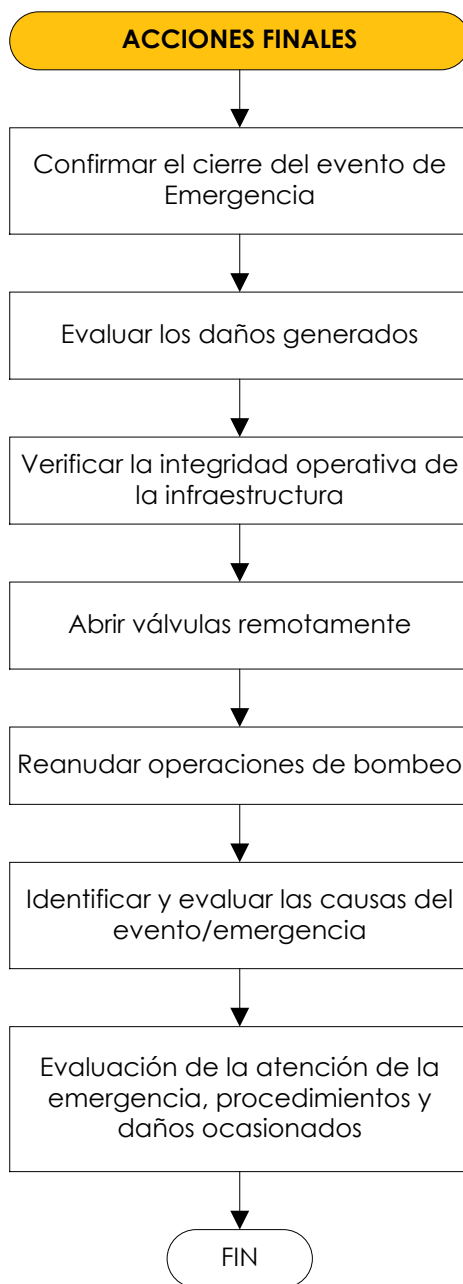 ACCIONES FINALES
Confirmar el cierre del evento de
Emergencia
Evaluar los daños generados
Verificar la integridad operativa de
la infraestructura
Abrir válvulas remotamente
Reanudar operaciones de bombeo
Identificar y evaluar las causas del
evento/emergencia
Evaluación de la atención de la
emergencia, procedimientos y
daños ocasionados
FIN